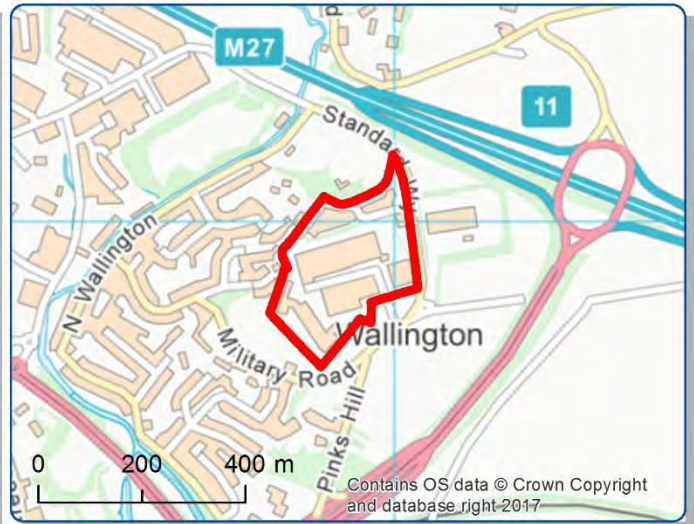 M27
11
Standard Wy
N Wallington
Wallington
Military Road
Pinks Hill
0 200 400 m
Contains OS data © Crown Copyright
and database right 2017